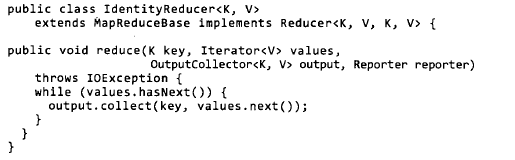 public class IdentityReducer<K, V>
    extends MapReduceBase implements Reducer<K, V, K, V> {

public void reduce(K key, Iterator<V> values,
                   OutputCollector<K, V> output, Reporter reporter)
    throws IOException {
    while (values.hasNext()) {
      output.collect(key, values.next());
    }
  }
}